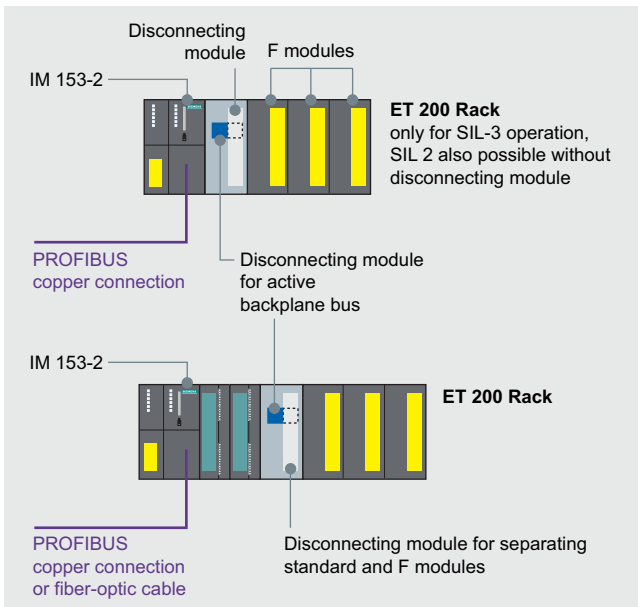 Disconnecting
module
F modules
IM 153-2
ET 200 Rack
only for SIL-3 operation,
SIL 2 also possible without
disconnecting module
PROFIBUS
copper connection
Disconnecting module
for active
backplane bus
IM 153-2
ET 200 Rack
PROFIBUS
copper connection
or fiber-optic cable
Disconnecting module for separating
standard and F modules